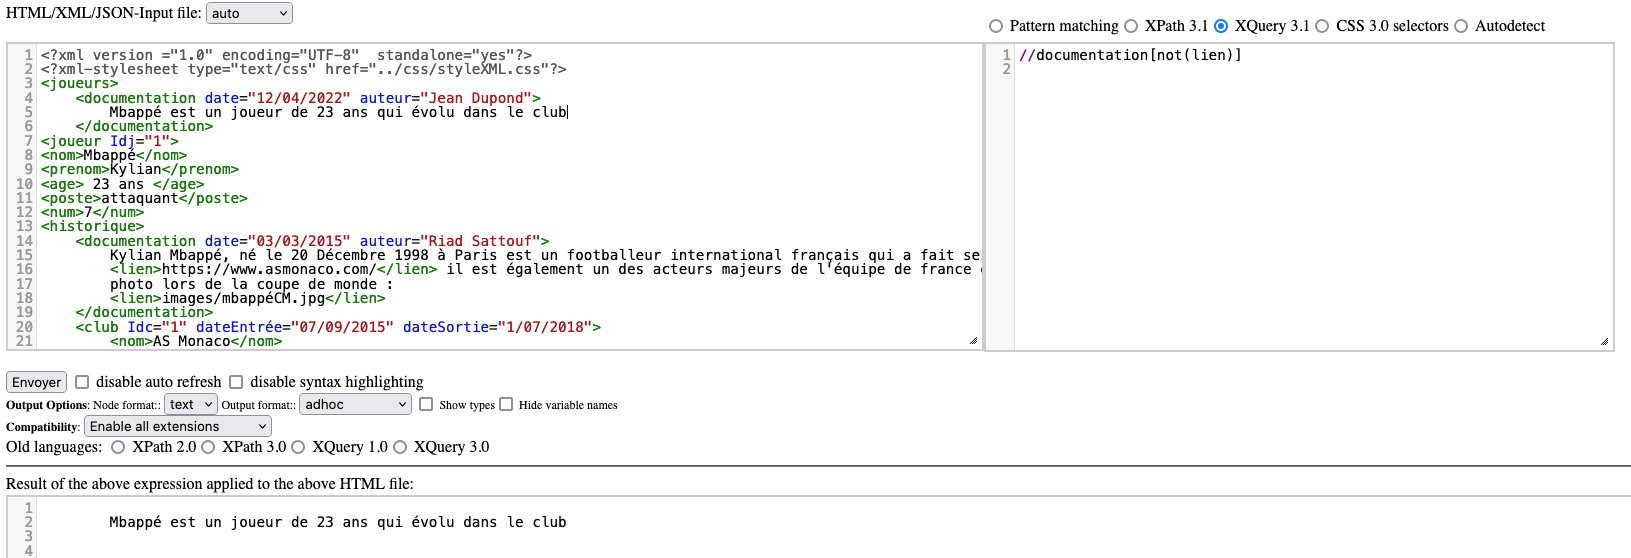 HTML/XML/JSON-Input file: auto
Pattern matching XPath 3.1 XQuery 3.1 CSS 3.0 selectors Autodetect
1 <?xml version ="1.0" encoding="UTF-8"  standalone="yes"?>
2 <?xml-stylesheet type="text/css" href="../css/styleXML.css"?>
3 <joueurs>
4     <documentation date="12/04/2022" auteur="Jean Dupond">
5         Mbappé est un joueur de 23 ans qui évolu dans le club
6     </documentation>
7 <joueur Idj="1">
8 <nom>Mbappé</nom>
9 <prenom>Kylian</prenom>
10 <age> 23 ans </age>
11 <poste>attaquant</poste>
12 <num>7</num>
13 <historique>
14     <documentation date="03/03/2015" auteur="Riad Sattouf">
15         Kylian Mbappé, né le 20 Décembre 1998 à Paris est un footballeur international français qui a fait se
16         <lien>https://www.asmonaco.com/</lien> il est également un des acteurs majeurs de l'équipe de france
17         photo lors de la coupe de monde :
18         <lien>images/mbappéCM.jpg</lien>
19     </documentation>
20     <club Idc="1" dateEntrée="07/09/2015" dateSortie="1/07/2018">
21         <nom>AS Monaco</nom>
1 //documentation[not(lien)]
2
Envoyer disable auto refresh disable syntax highlighting
Output Options: Node format:: text Output format:: adhoc Show types Hide variable names
Compatibility: Enable all extensions
Old languages: XPath 2.0 XPath 3.0 XQuery 1.0 XQuery 3.0
Result of the above expression applied to the above HTML file:
1
2         Mbappé est un joueur de 23 ans qui évolu dans le club
3
4